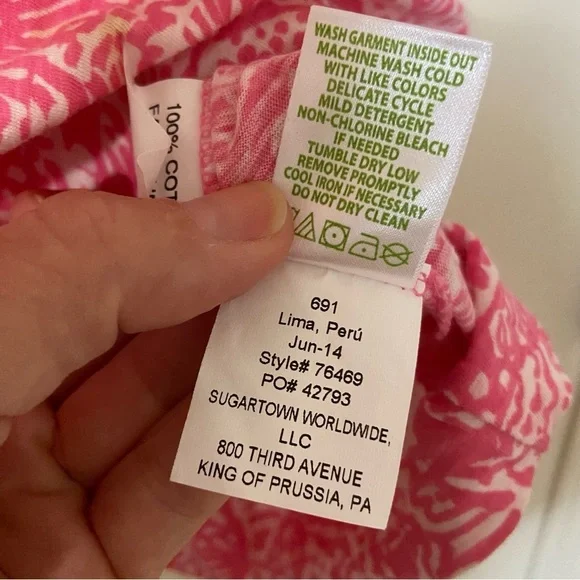 WASH GARMENT INSIDE OUT
MACHINE WASH COLD
WITH LIKE COLORS
DELICATE CYCLE
MILD DETERGENT
NON-CHLORINE BLEACH
IF NEEDED
TUMBLE DRY LOW
REMOVE PROMPTLY
COOL IRON IF NECESSARY
DO NOT DRY CLEAN
100% COT
691
Lima, Perú
Jun-14
Style# 76469
PO# 42793
SUGARTOWN WORLDWIDE,
LLC
800 THIRD AVENUE
KING OF PRUSSIA, PA